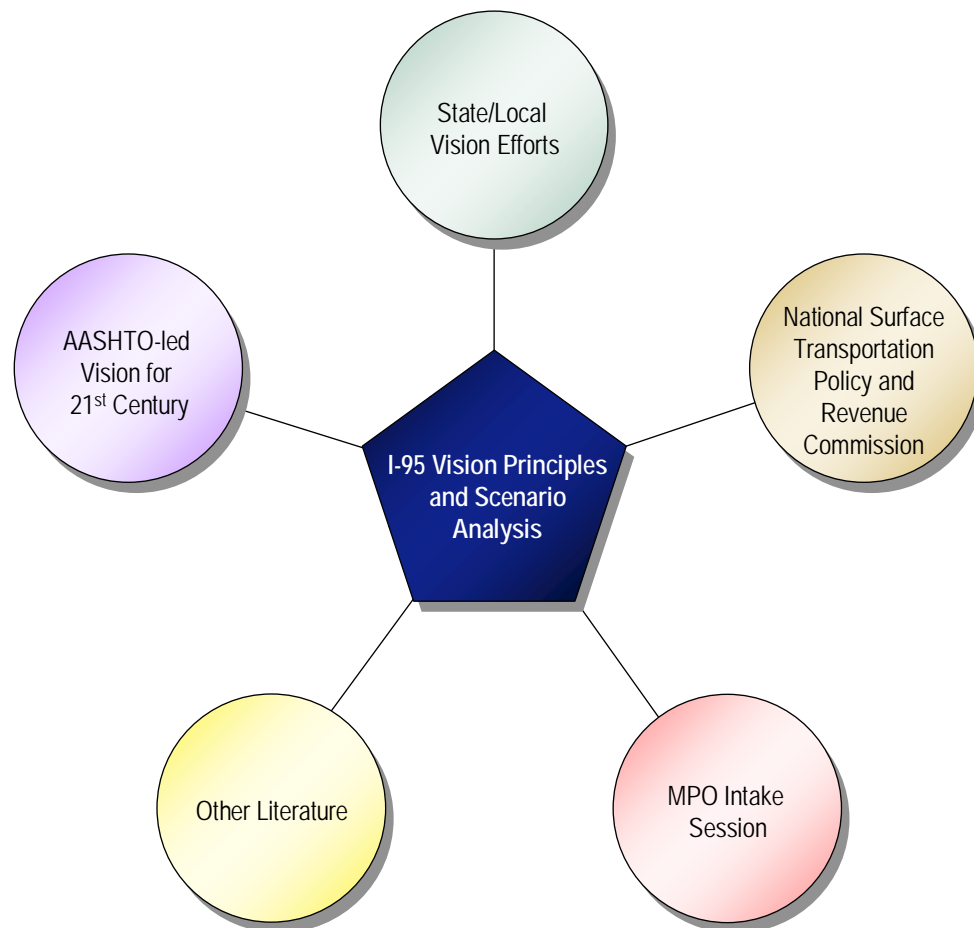 State/Local
Vision Efforts
AASHTO-led
Vision for
21st Century
National Surface
Transportation
Policy and
Revenue
Commission
I-95 Vision Principles
and Scenario
Analysis
Other Literature
MPO Intake
Session